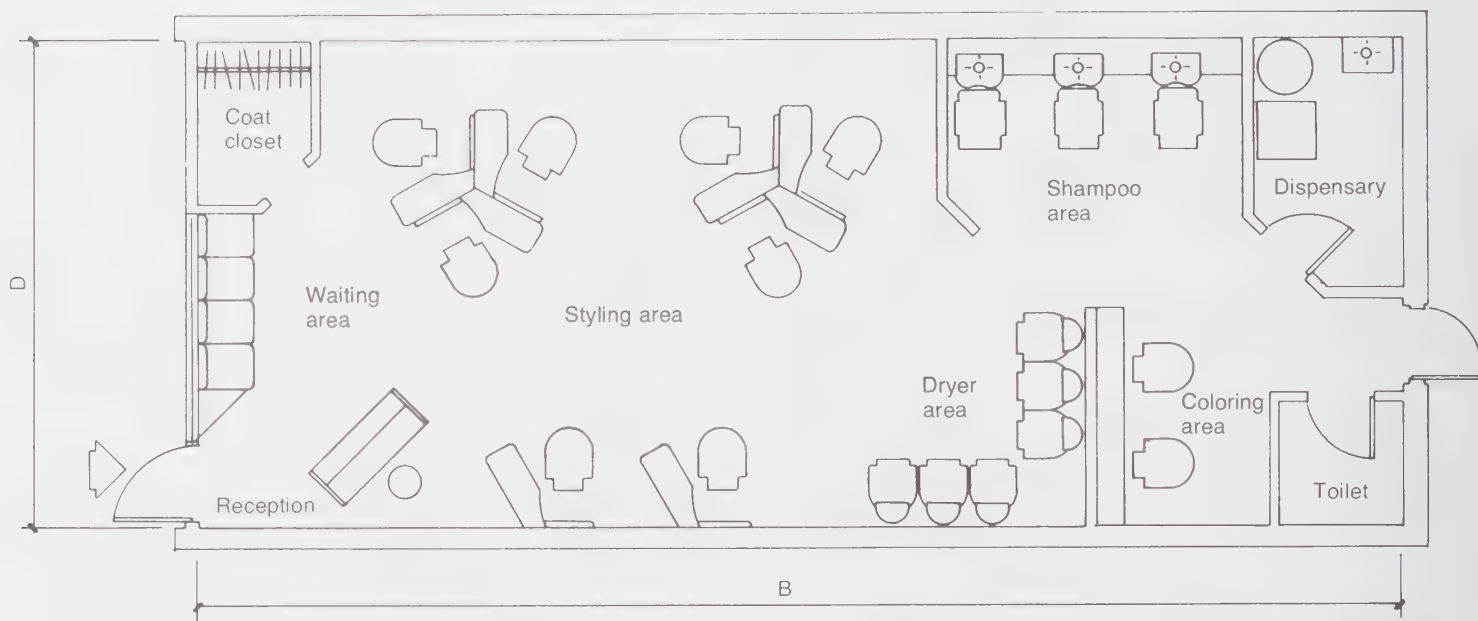 Coat
closet
Shampoo
area
Dispensary
D
Waiting
area
Styling area
Dryer
area
Coloring
area
Reception
Toilet
B